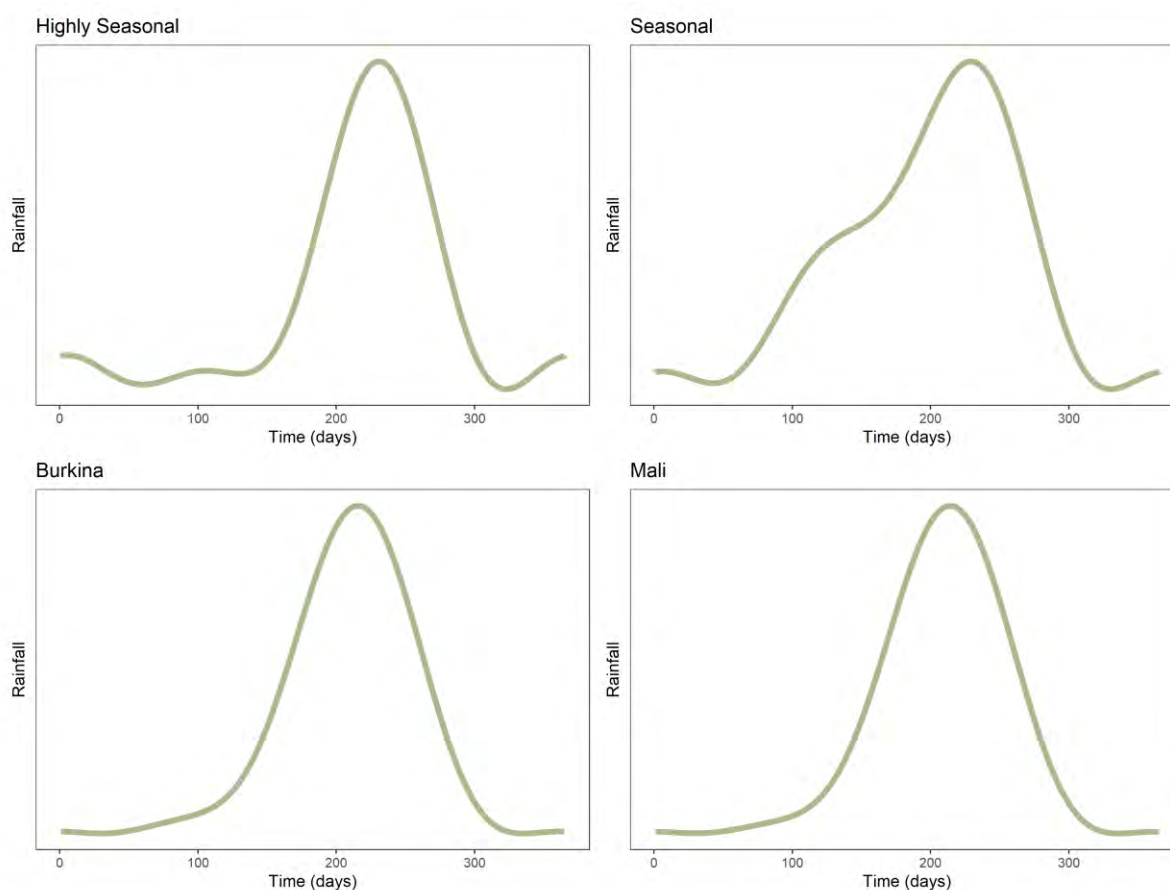 Highly Seasonal
Rainfall
0 100 200 300
Time (days)
Seasonal
Rainfall
0 100 200 300
Time (days)
Burkina
Rainfall
0 100 200 300
Time (days)
Mali
Rainfall
0 100 200 300
Time (days)